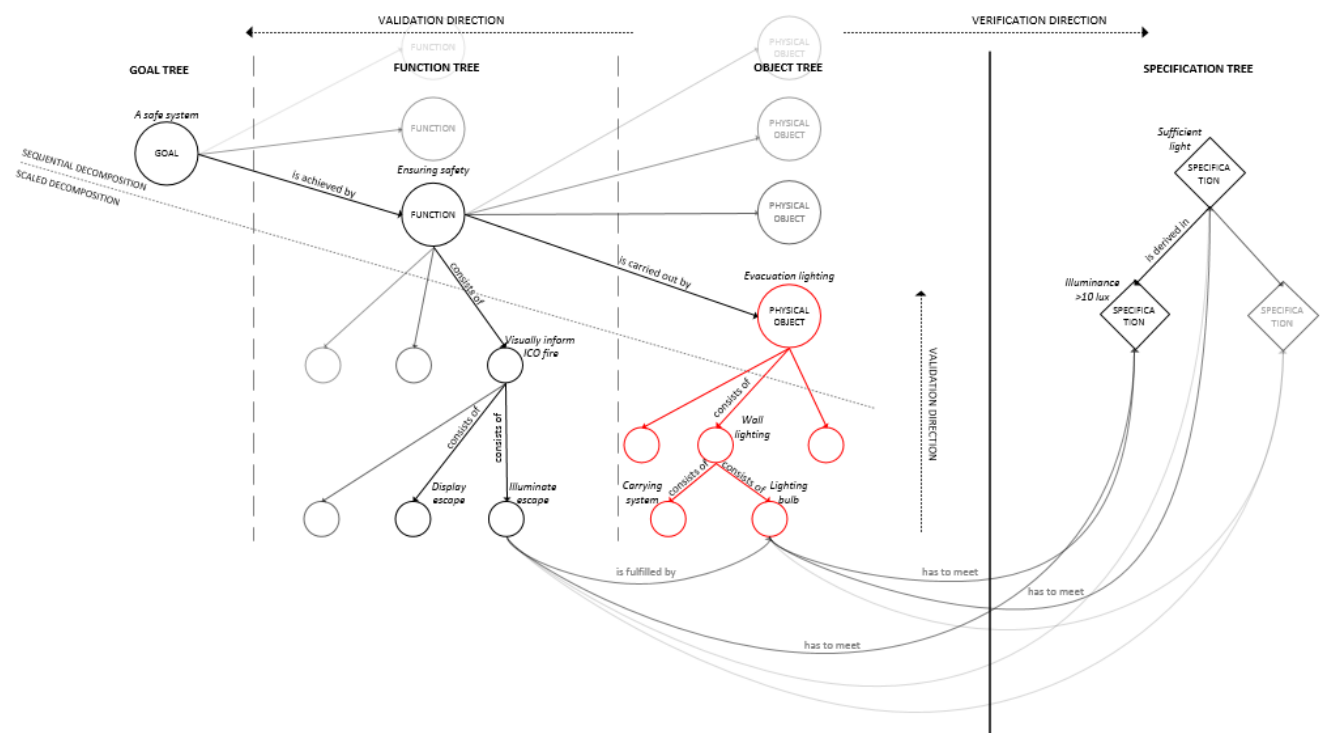 VALIDATION DIRECTION
VERIFICATION DIRECTION
FUNCTION
PHYSICAL
OBJECT
GOAL TREE
FUNCTION TREE
OBJECT TREE
SPECIFICATION TREE
A safe system
GOAL
FUNCTION
PHYSICAL
OBJECT
Sufficient
light
SPECIFICA
TION
SEQUENTIAL DECOMPOSITION
SCALED DECOMPOSITION
is achieved by
Ensuring safety
FUNCTION
PHYSICAL
OBJECT
is derived in
consists of
is carried out by
Evacuation lighting
PHYSICAL
OBJECT
Illuminance
>10 lux
SPECIFICA
TION
SPECIFICA
TION
Visually inform
ICO fire
VALIDATION DIRECTION
consists of
consists of
consists of
Wall
lighting
consists of
consists of
Display
escape
Illuminate
escape
Carrying
system
Lighting
bulb
is fulfilled by
has to meet
has to meet
has to meet